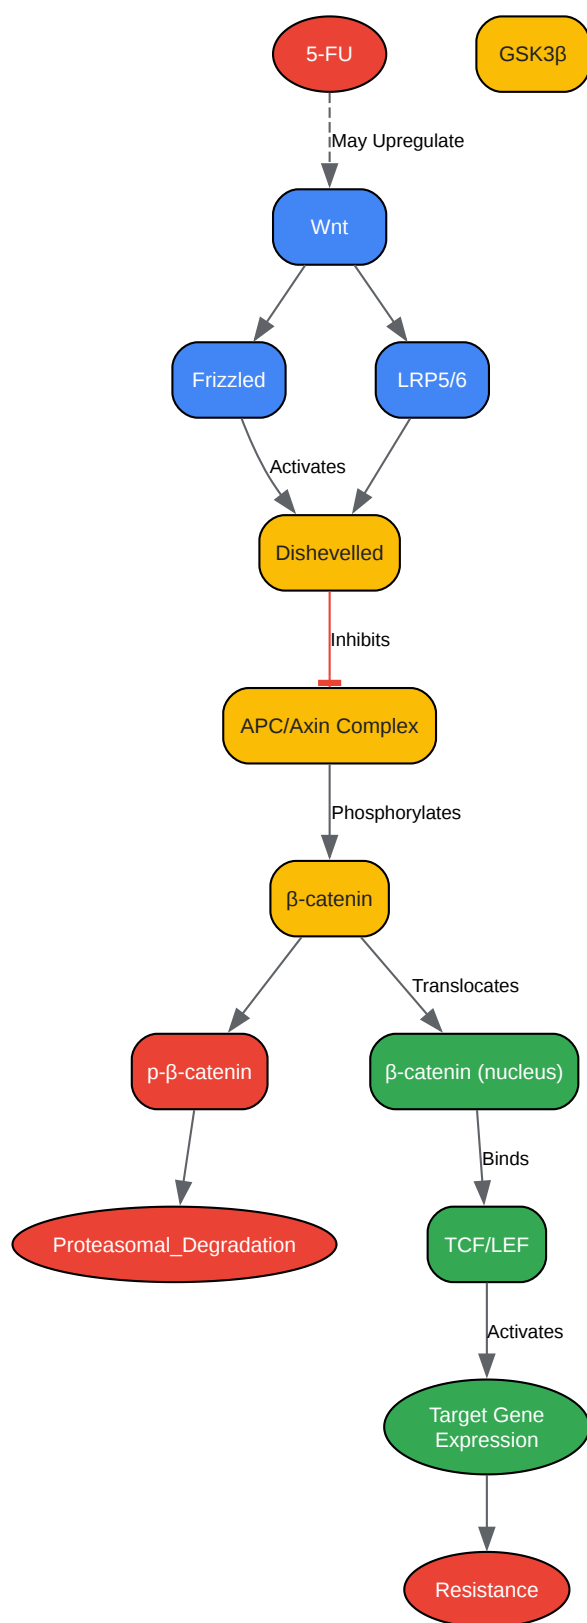 5-FU
GSK3β
May Upregulate
Wnt
Frizzled
LRP5/6
Activates
Dishevelled
Inhibits
APC/Axin Complex
Phosphorylates
β-catenin
Translocates
p-β-catenin
β-catenin (nucleus)
Binds
Proteasomal_Degradation
TCF/LEF
Activates
Target Gene
Expression
Resistance